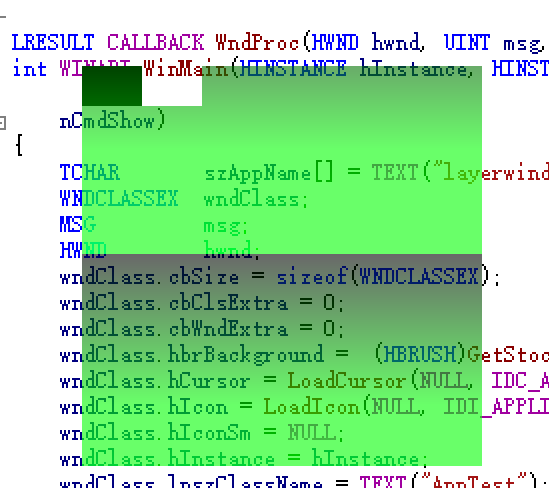 LRESULT CALLBACK WndProc(HWND hwnd, UINT msg,
int WINAPI WinMain(HINSTANCE hInstance, HINST
nCmdShow)
{
TCHAR szAppName[] = TEXT("layerwind
WNDCLASSEX wndClass;
MSG msg;
HWND hwnd;
wndClass.cbSize = sizeof(WNDCLASSEX);
wndClass.cbClsExtra = 0;
wndClass.cbWndExtra = 0;
wndClass.hbrBackground = (HBRUSH)GetStoc
wndClass.hCursor = LoadCursor(NULL, IDC_A
wndClass.hIcon = LoadIcon(NULL, IDI_APPLI
wndClass.hIconSm = NULL;
wndClass.hInstance = hInstance;
wndClass.lpszClassName = TEXT("AppTest");